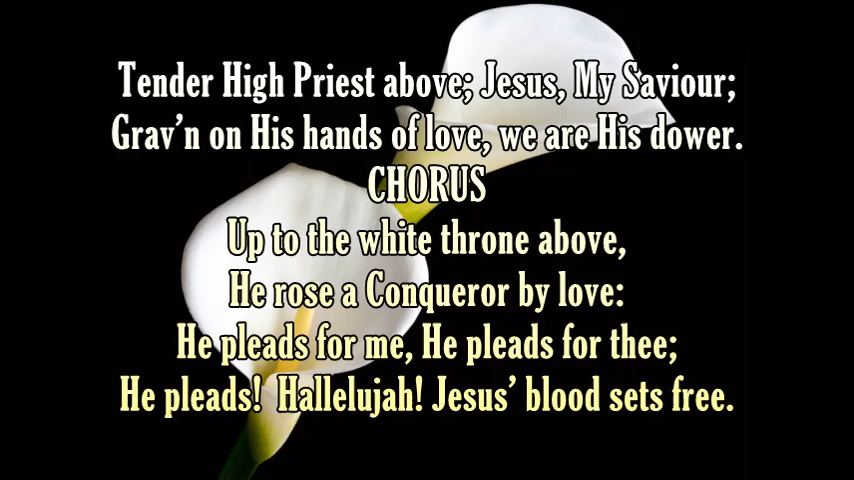 Tender High Priest above; Jesus, My Saviour;
Grav’n on His hands of love, we are His dower.
CHORUS
Up to the white throne above,
He rose a Conqueror by love:
He pleads for me, He pleads for thee;
He pleads! Hallelujah! Jesus’ blood sets free.